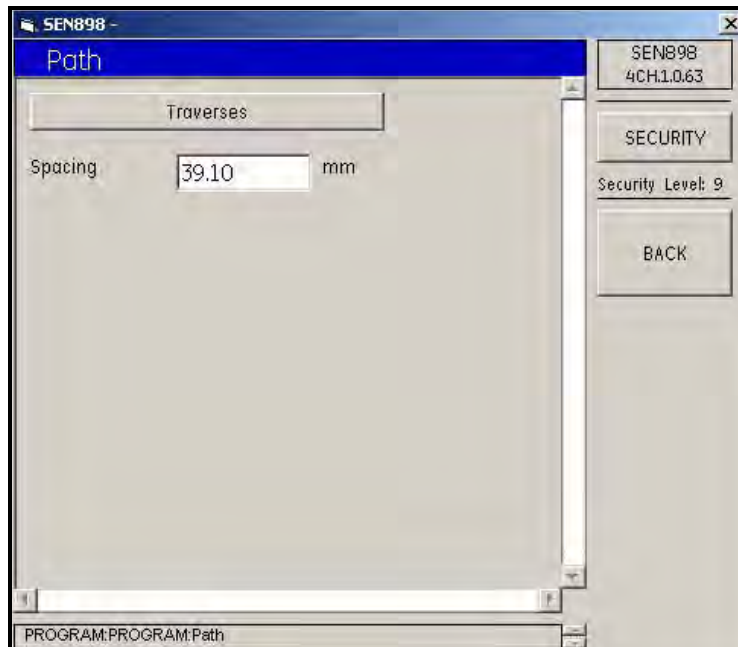 SEN898 -
Path
Traverses
Spacing 39.10 mm
SEN898
4CH.1.0.63
SECURITY
Security Level: 9
BACK
PROGRAM:PROGRAM:Path